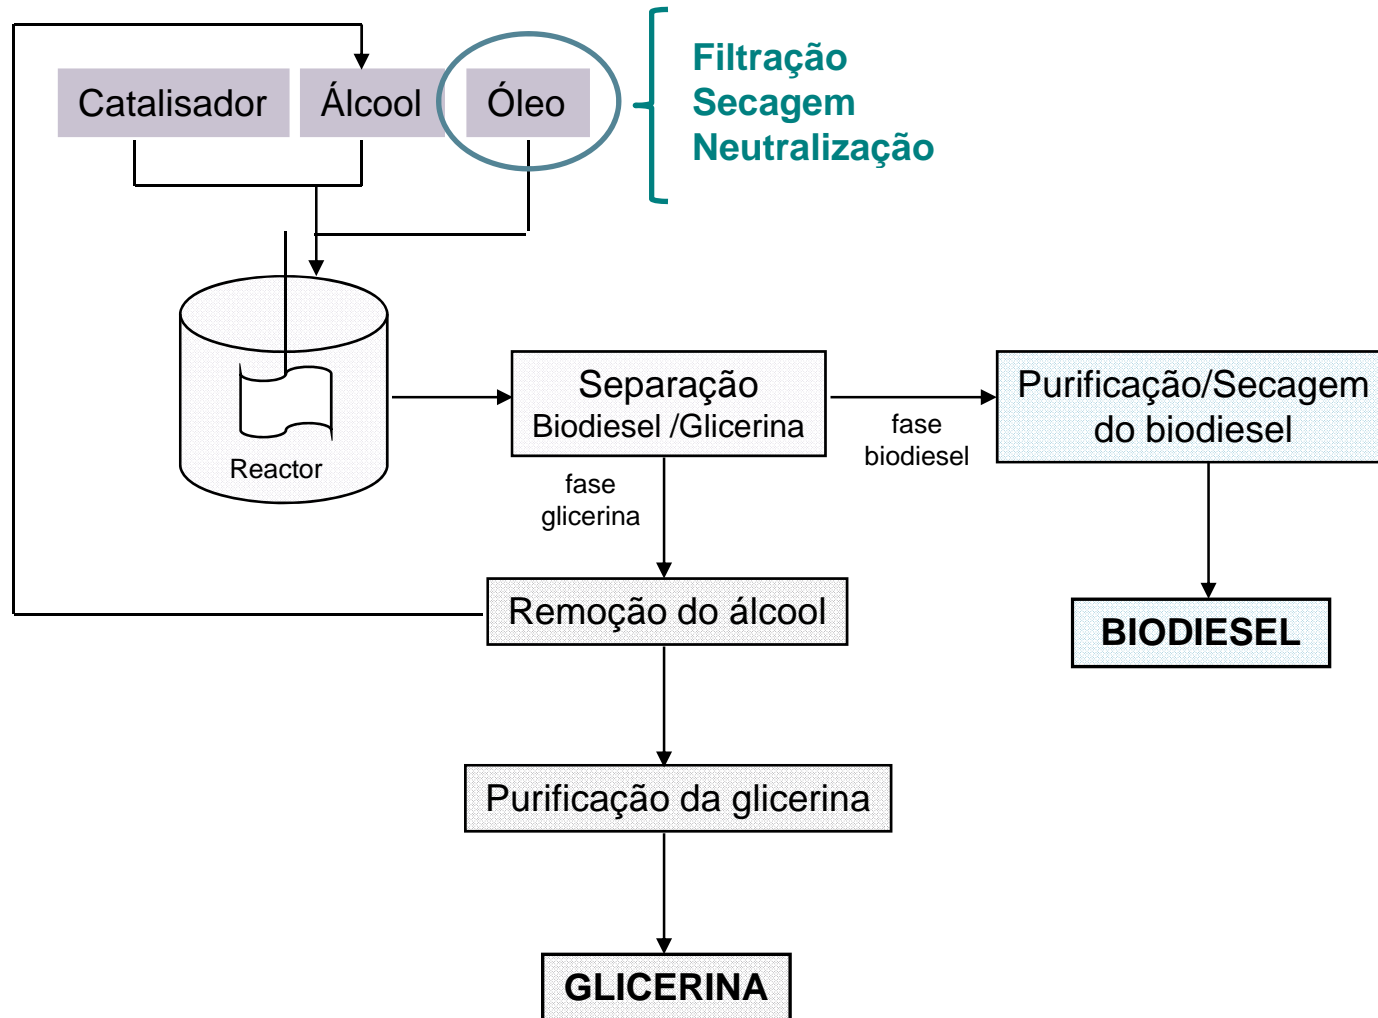 Filtração
Secagem
Neutralização
Catalisador
Álcool
Óleo
Reactor
Separação
Biodiesel /Glicerina
fase
biodiesel
Purificação/Secagem
do biodiesel
fase
glicerina
Remoção do álcool
BIODIESEL
Purificação da glicerina
GLICERINA